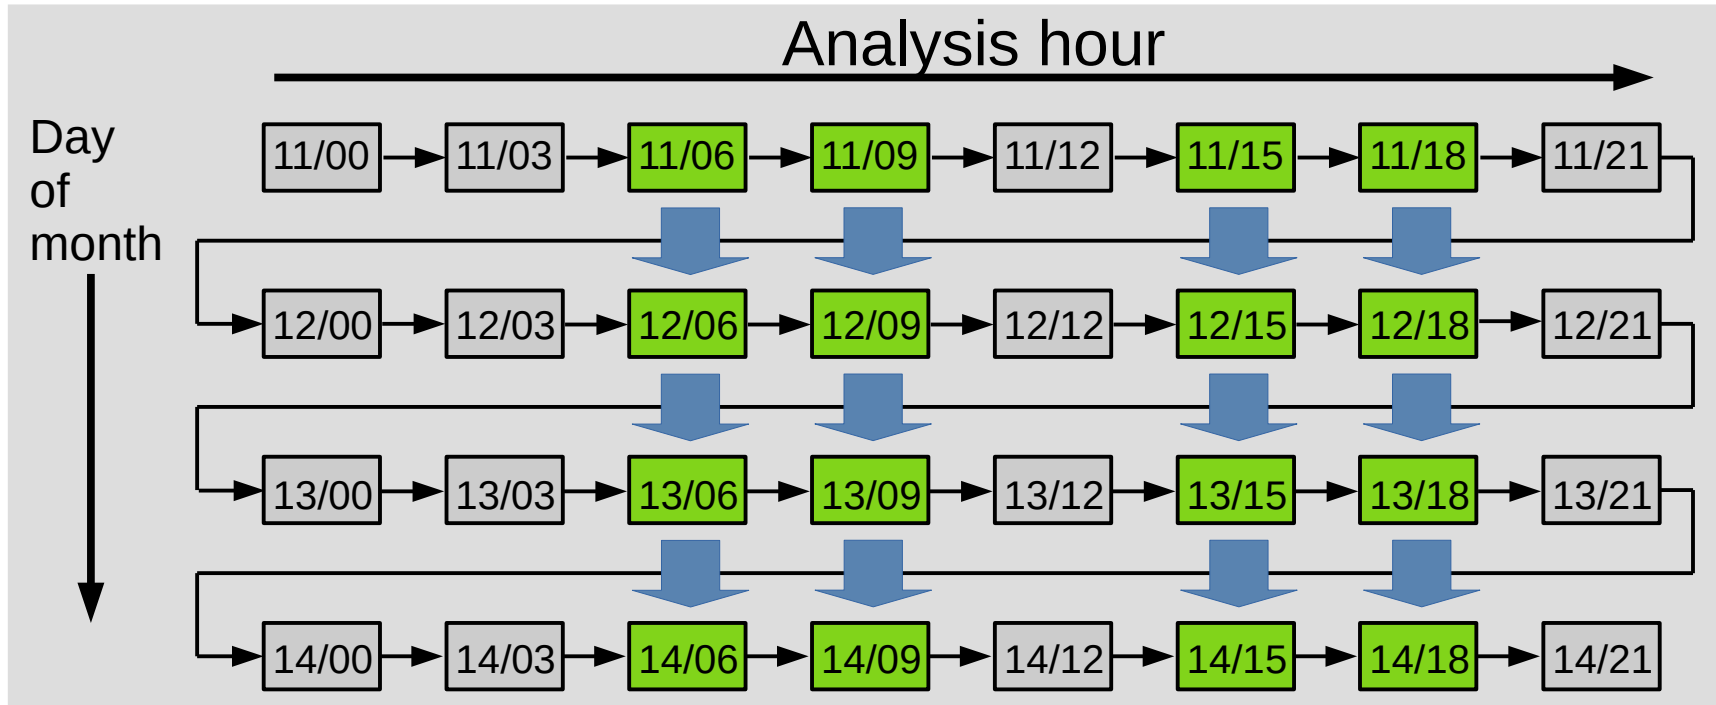 Analysis hour
Day
of
month
11/00 11/03 11/06 11/09 11/12 11/15 11/18 11/21
12/00 12/03 12/06 12/09 12/12 12/15 12/18 12/21
13/00 13/03 13/06 13/09 13/12 13/15 13/18 13/21
14/00 14/03 14/06 14/09 14/12 14/15 14/18 14/21